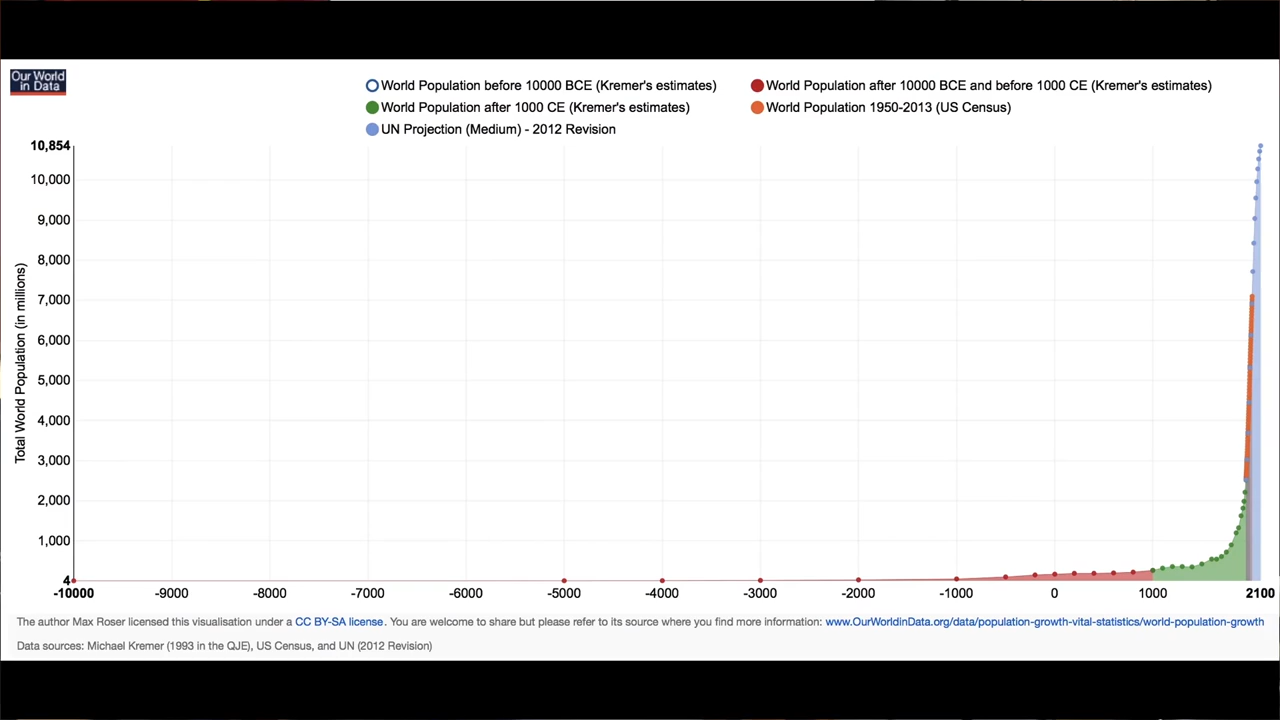 Our World
in Data
World Population before 10000 BCE (Kremer's estimates)
World Population after 10000 BCE and before 1000 CE (Kremer's estimates)
World Population after 1000 CE (Kremer's estimates)
World Population 1950-2013 (US Census)
UN Projection (Medium) - 2012 Revision
Total World Population (in millions)
10,854
10,000
9,000
8,000
7,000
6,000
5,000
4,000
3,000
2,000
1,000
4
-10000 -9000 -8000 -7000 -6000 -5000 -4000 -3000 -2000 -1000 0 1000 2100
The author Max Roser licensed this visualisation under a CC BY-SA license. You are welcome to share but please refer to its source where you find more information: www.OurWorldinData.org/data/population-growth-vital-statistics/world-population-growth
Data sources: Michael Kremer (1993 in the QJE), US Census, and UN (2012 Revision)